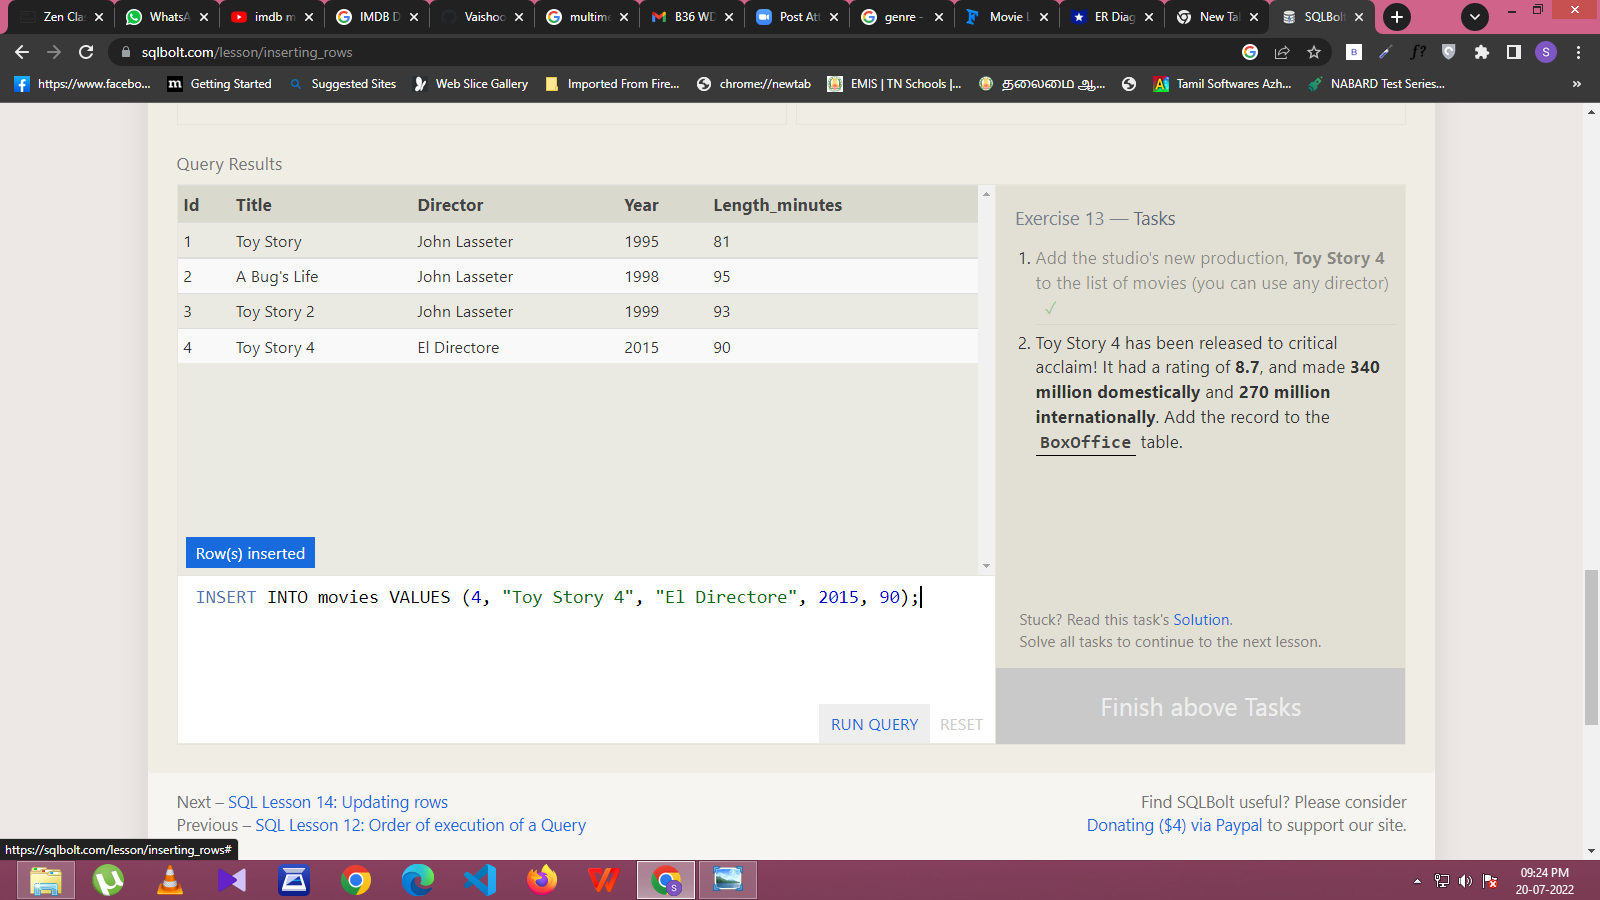 Zen Cla
WhatsA
imdb m
IMDB D
Vaishoo
multime
B36 WD
Post Att
genre -
Movie L
ER Diag
New Tab
SQLBolt
sqlbolt.com/lesson/inserting_rows
https://www.facebo...
Getting Started
Suggested Sites
Web Slice Gallery
Imported From Fire...
chrome://newtab
EMIS | TN Schools |...
தலைமை ஆ...
Tamil Softwares Azh...
NABARD Test Series...
»
Query Results
Id Title Director Year Length_minutes
1 Toy Story John Lasseter 1995 81
2 A Bug's Life John Lasseter 1998 95
3 Toy Story 2 John Lasseter 1999 93
4 Toy Story 4 El Directore 2015 90
Row(s) inserted
INSERT INTO movies VALUES (4, "Toy Story 4", "El Directore", 2015, 90);
RUN QUERY RESET
Exercise 13 — Tasks
1. Add the studio's new production, Toy Story 4
to the list of movies (you can use any director)
✓
2. Toy Story 4 has been released to critical
acclaim! It had a rating of 8.7, and made 340
million domestically and 270 million
internationally. Add the record to the
BoxOffice table.
Stuck? Read this task's Solution.
Solve all tasks to continue to the next lesson.
Finish above Tasks
Next – SQL Lesson 14: Updating rows
Previous – SQL Lesson 12: Order of execution of a Query
Find SQLBolt useful? Please consider
Donating ($4) via Paypal to support our site.
https://sqlbolt.com/lesson/inserting_rows#
09:24 PM
20-07-2022